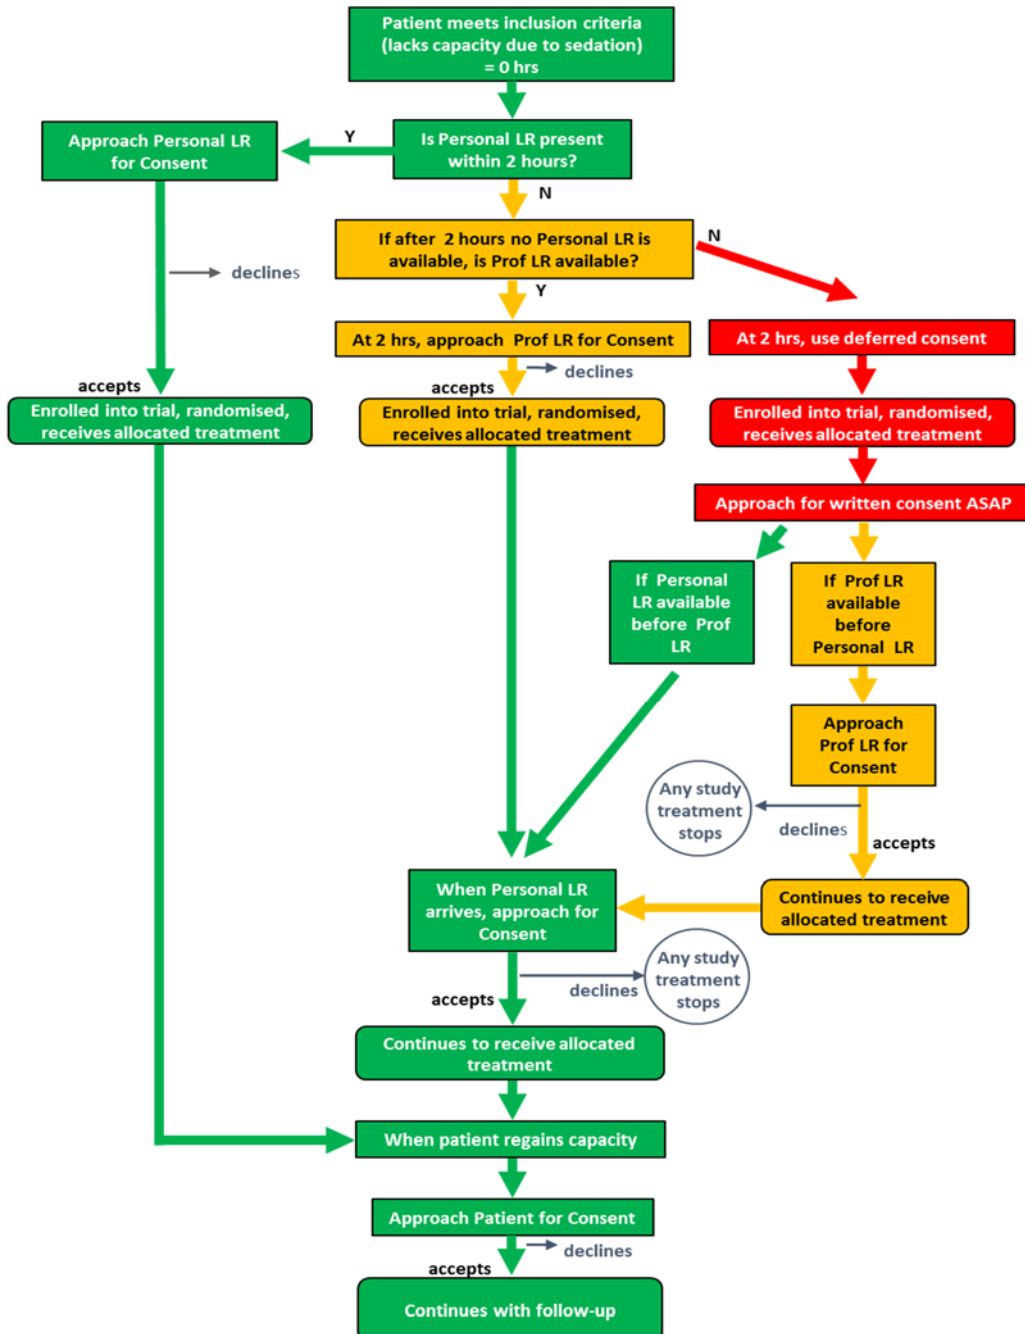 Patient meets inclusion criteria
(lacks capacity due to sedation)
= 0 hrs
Approach Personal LR
for Consent
Y
Is Personal LR present
within 2 hours?
N
If after 2 hours no Personal LR is
available, is Prof LR available?
N
declines
Y
At 2 hrs, approach Prof LR for Consent
At 2 hrs, use deferred consent
declines
accepts
accepts
Enrolled into trial, randomised,
receives allocated treatment
Enrolled into trial, randomised,
receives allocated treatment
Enrolled into trial, randomised,
receives allocated treatment
Approach for written consent ASAP
If Personal
LR available
before Prof
LR
If Prof LR
available
before
Personal LR
Approach
Prof LR for
Consent
Any study
treatment
stops
declines
accepts
When Personal LR
arrives, approach for
Consent
Continues to receive
allocated treatment
Any study
treatment
stops
declines
accepts
Continues to receive allocated
treatment
When patient regains capacity
Approach Patient for Consent
declines
accepts
Continues with follow-up